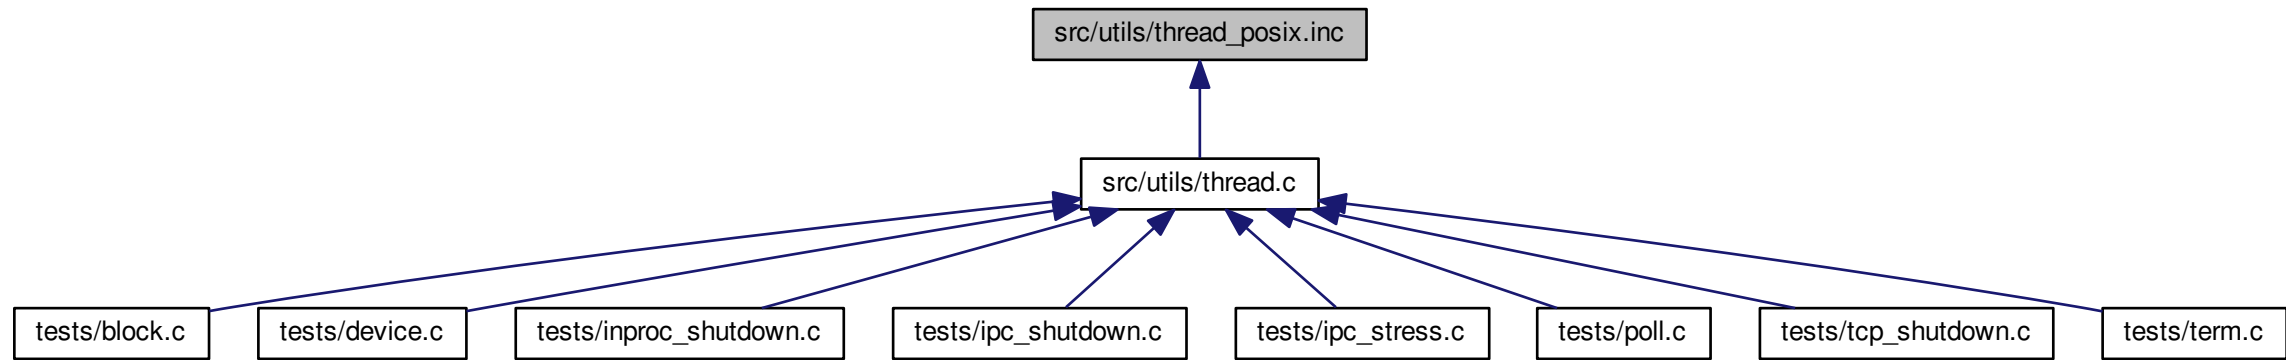 src/utils/thread_posix.inc
src/utils/thread.c
tests/block.c
tests/device.c
tests/inproc_shutdown.c
tests/ipc_shutdown.c
tests/ipc_stress.c
tests/poll.c
tests/tcp_shutdown.c
tests/term.c